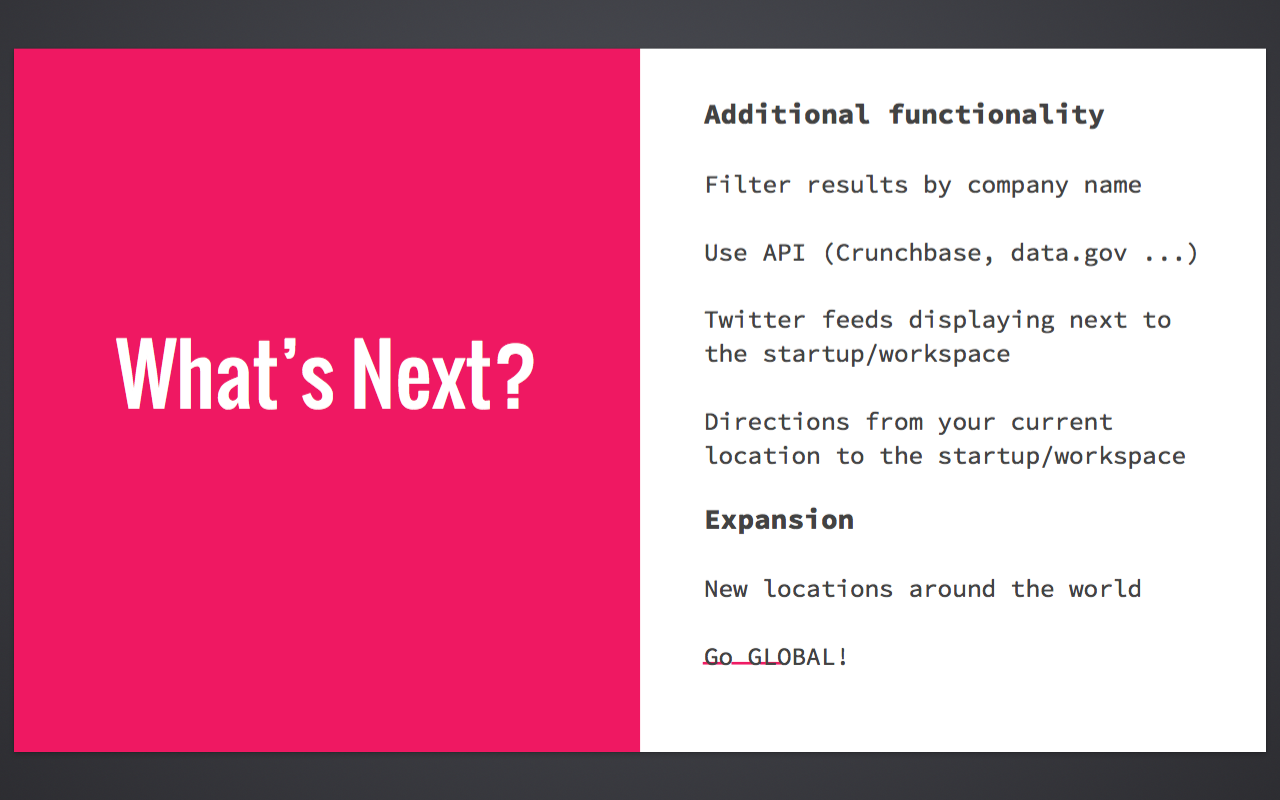 What’s Next?
Additional functionality
Filter results by company name
Use API (Crunchbase, data.gov ...)
Twitter feeds displaying next to
the startup/workspace
Directions from your current
location to the startup/workspace
Expansion
New locations around the world
Go GLOBAL!